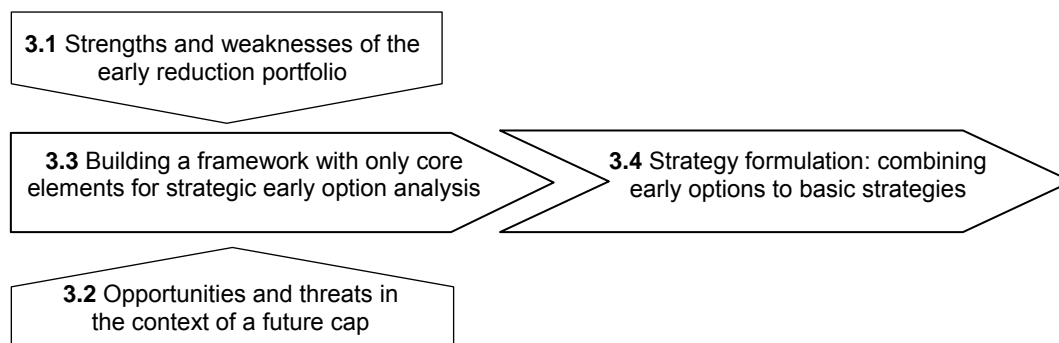 3.1 Strengths and weaknesses of the
early reduction portfolio
3.3 Building a framework with only core
elements for strategic early option analysis
3.4 Strategy formulation: combining
early options to basic strategies
3.2 Opportunities and threats in
the context of a future cap